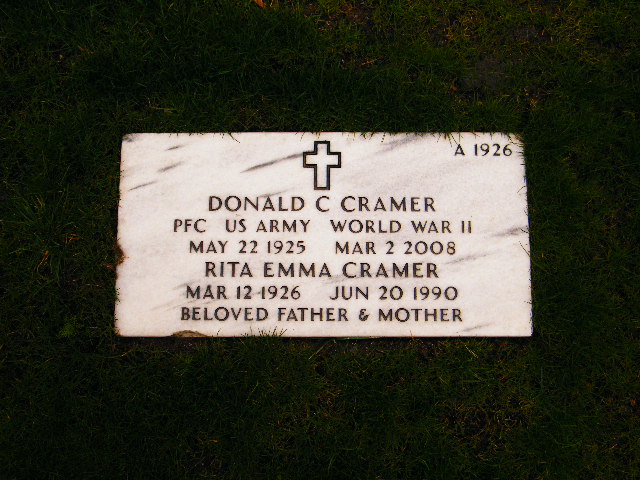 A 1926
DONALD C CRAMER
PFC US ARMY WORLD WAR II
MAY 22 1925 MAR 2 2008
RITA EMMA CRAMER
MAR 12 1926 JUN 20 1990
BELOVED FATHER & MOTHER